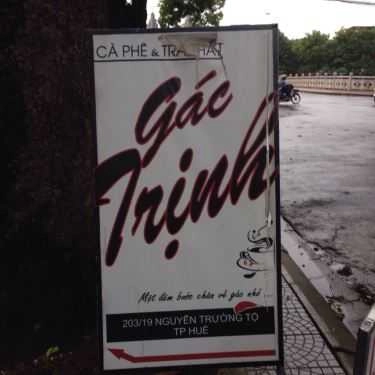 CÀ PHÊ & TRÀ
Gác
Trịnh
Một đêm bước chân về gác nhỏ ...
203/19 NGUYỄN TRƯỜNG TỘ
TP HUẾ